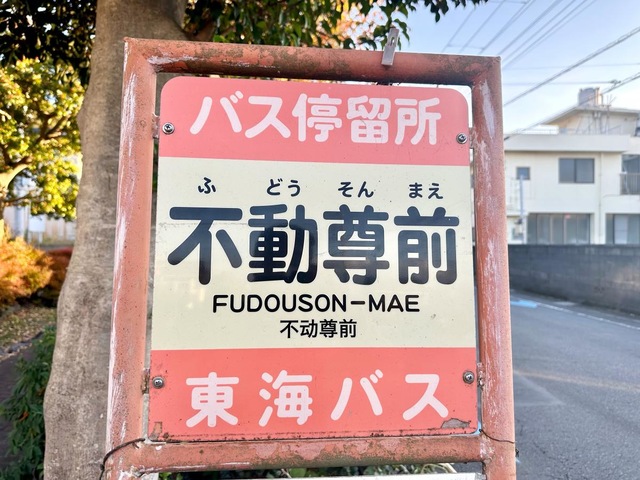 バス停留所
ふ どう そん まえ
不動尊前
FUDOUSON-MAE
不动尊前
東海バス